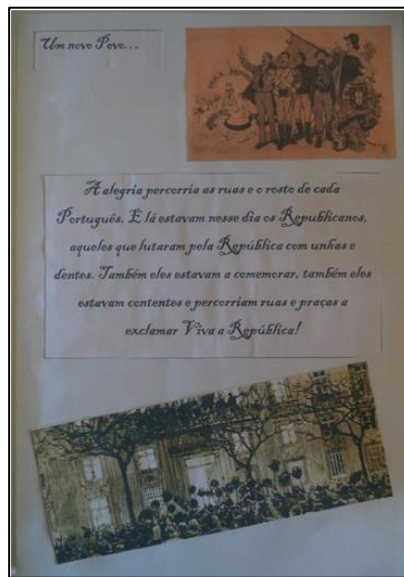 Um novo Povo...
A alegria percorria as ruas e o rosto de cada
Português. E lá estavam nesse dia os Republicanos,
aqueles que lutaram pela República com unhas e
dentes. Também eles estavam a comemorar, também eles
estavam contentes e percorriam ruas e praças a
exclamar Viva a República!